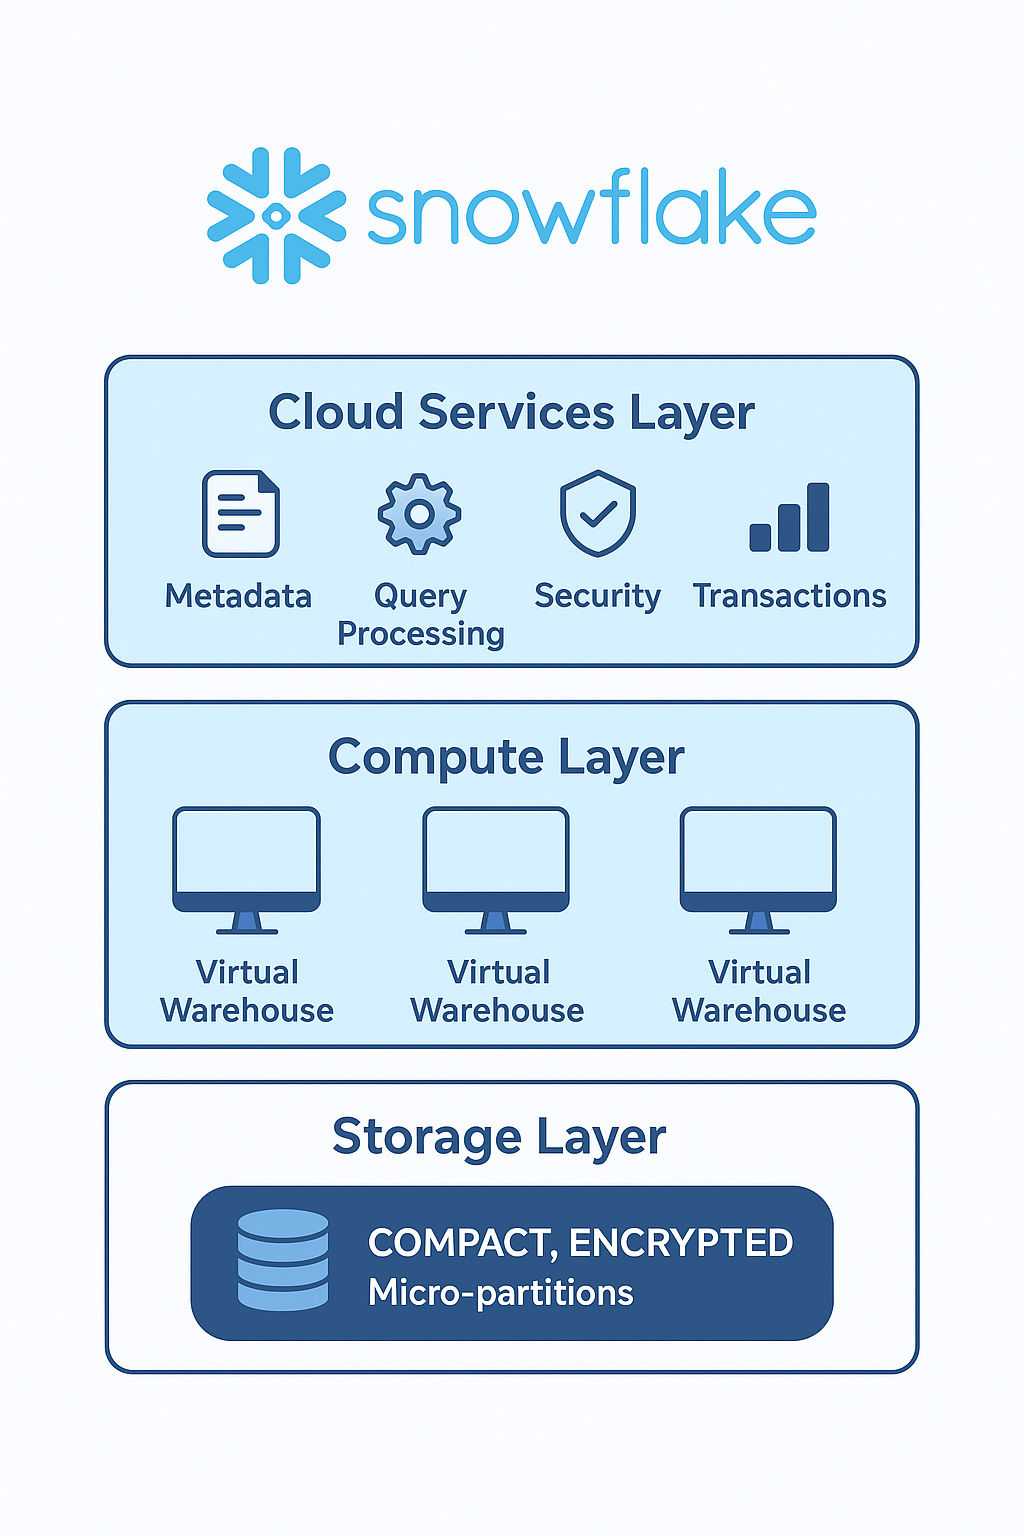 snowflake
Cloud Services Layer
Metadata
Query
Processing
Security
Transactions
Compute Layer
Virtual
Warehouse
Virtual
Warehouse
Virtual
Warehouse
Storage Layer
COMPACT, ENCRYPTED
Micro-partitions